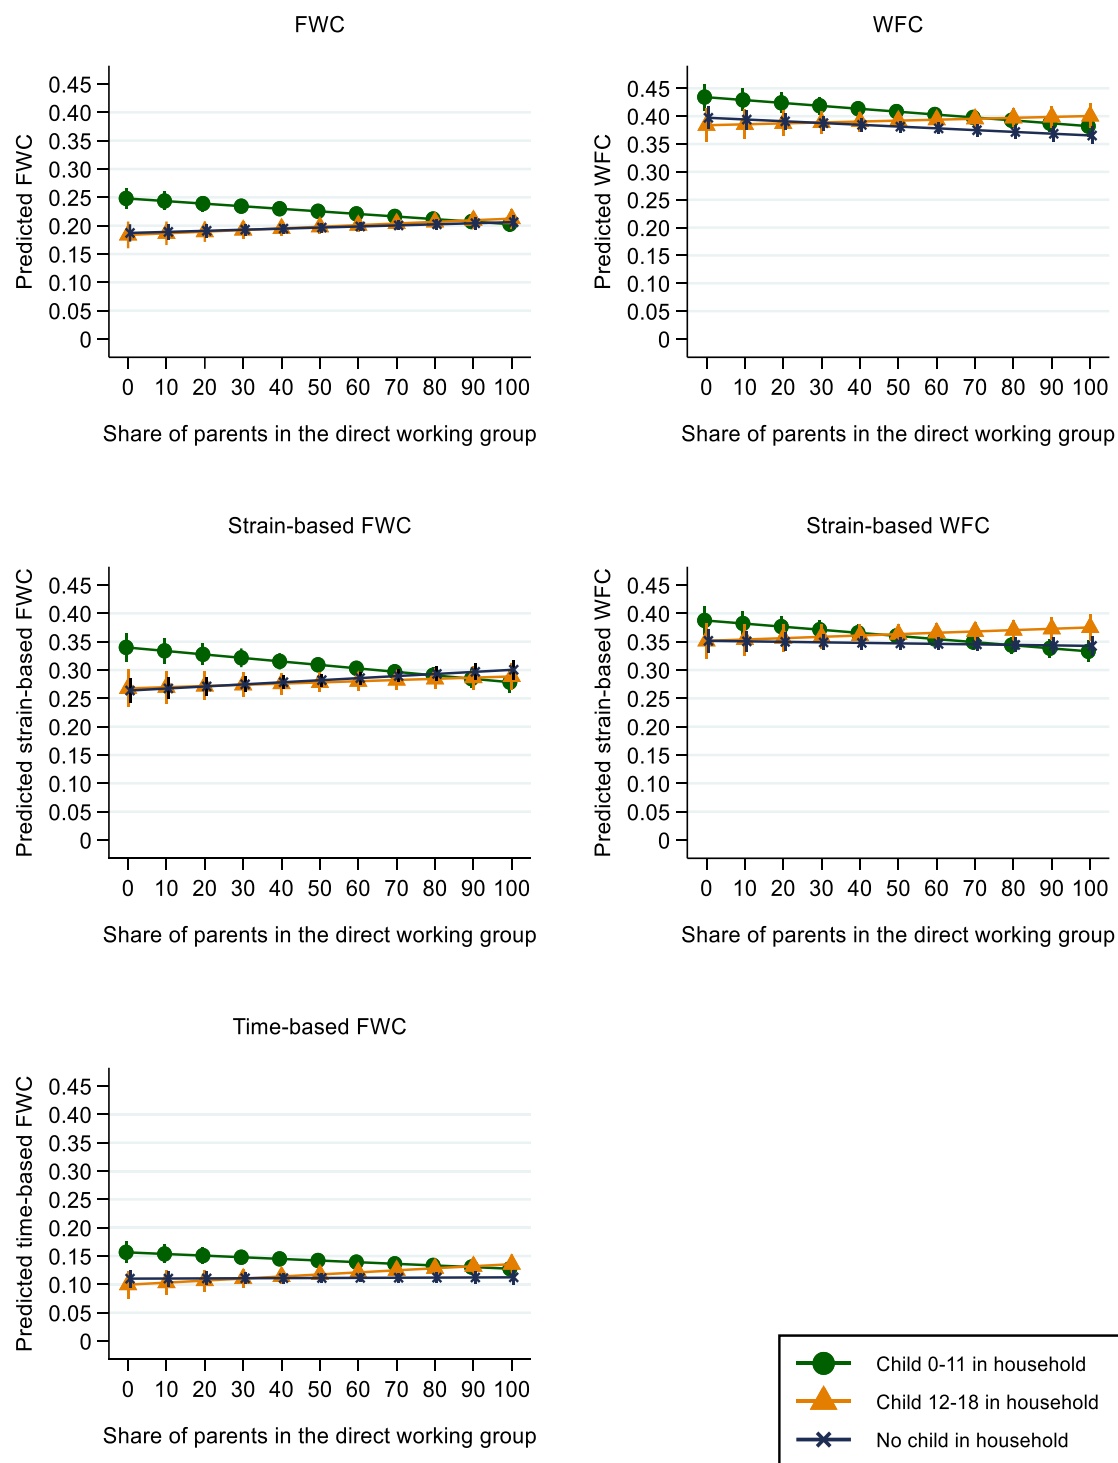 FWC
Predicted FWC
0.45
0.40
0.35
0.30
0.25
0.20
0.15
0.10
0.05
0
0 10 20 30 40 50 60 70 80 90 100
Share of parents in the direct working group
WFC
Predicted WFC
0.45
0.40
0.35
0.30
0.25
0.20
0.15
0.10
0.05
0
0 10 20 30 40 50 60 70 80 90 100
Share of parents in the direct working group
Strain-based FWC
Predicted strain-based FWC
0.45
0.40
0.35
0.30
0.25
0.20
0.15
0.10
0.05
0
0 10 20 30 40 50 60 70 80 90 100
Share of parents in the direct working group
Strain-based WFC
Predicted strain-based WFC
0.45
0.40
0.35
0.30
0.25
0.20
0.15
0.10
0.05
0
0 10 20 30 40 50 60 70 80 90 100
Share of parents in the direct working group
Time-based FWC
Predicted time-based FWC
0.45
0.40
0.35
0.30
0.25
0.20
0.15
0.10
0.05
0
0 10 20 30 40 50 60 70 80 90 100
Share of parents in the direct working group
Child 0-11 in household
Child 12-18 in household
No child in household